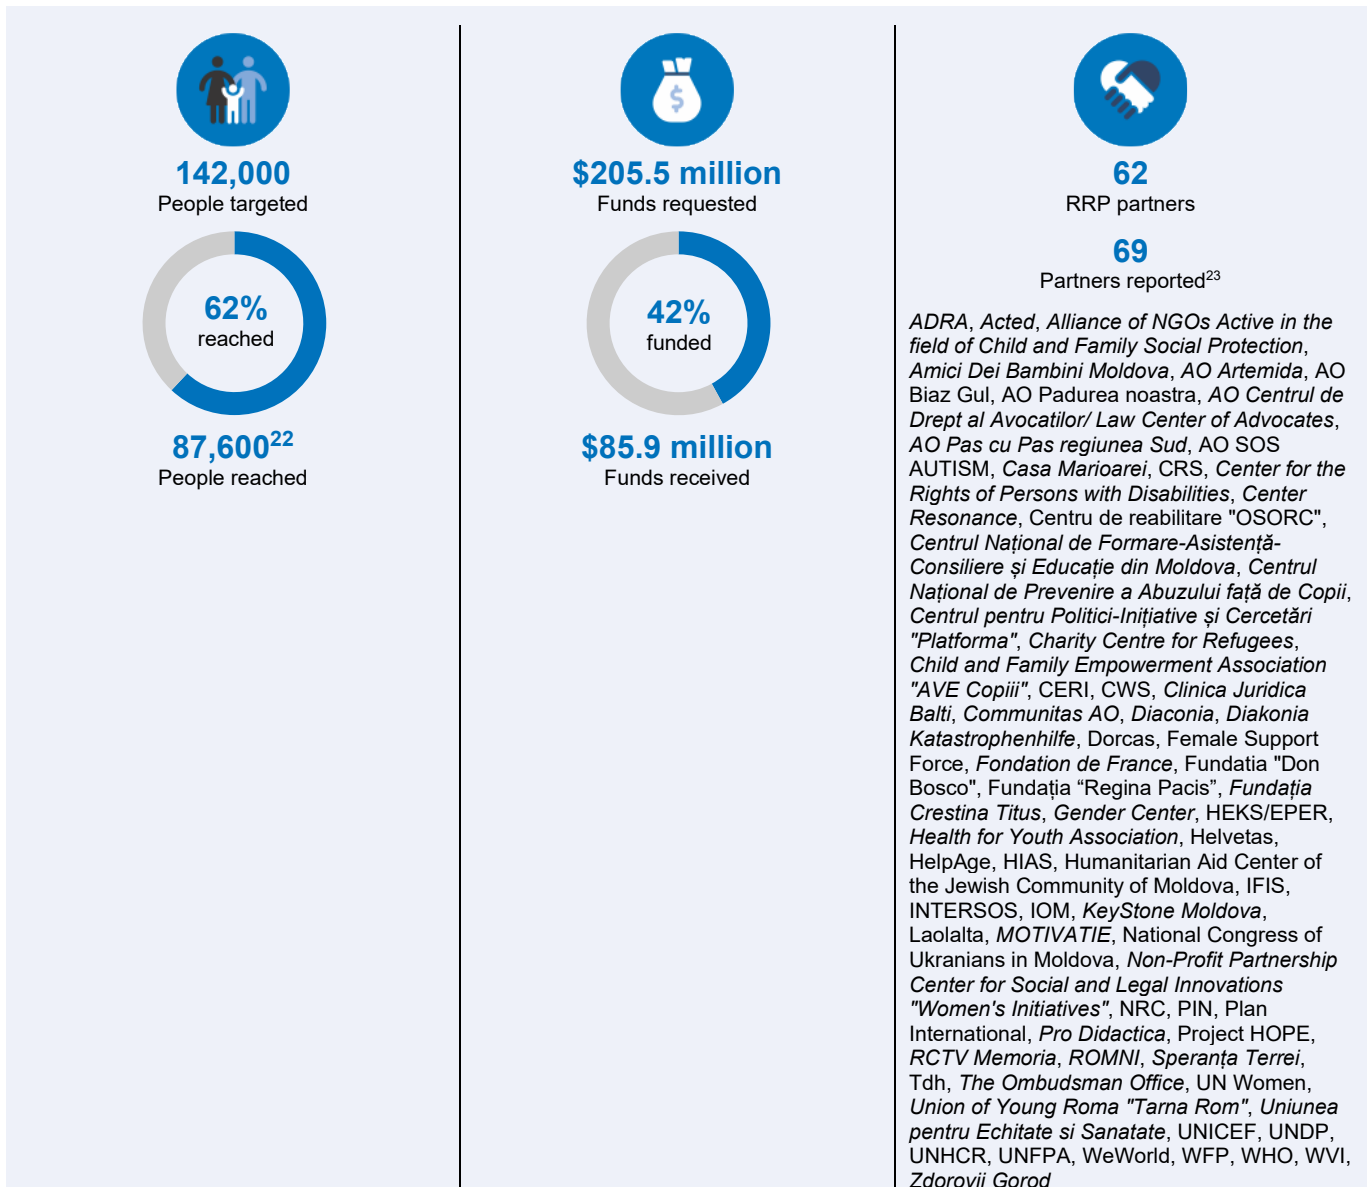 142,000
People targeted
62%
reached
87,600²²
People reached
$
$205.5 million
Funds requested
42%
funded
$85.9 million
Funds received
62
RRP partners
69
Partners reported²³
ADRA, Acted, Alliance of NGOs Active in the
field of Child and Family Social Protection,
Amici Dei Bambini Moldova, AO Artemida, AO
Biaz Gul, AO Padurea noastra, AO Centrul de
Drept al Avocatilor/ Law Center of Advocates,
AO Pas cu Pas regiunea Sud, AO SOS
AUTISM, Casa Marioarei, CRS, Center for the
Rights of Persons with Disabilities, Center
Resonance, Centru de reabilitare "OSORC",
Centrul Național de Formare-Asistență-
Consiliere și Educație din Moldova, Centrul
Național de Prevenire a Abuzului față de Copii,
Centrul pentru Politici-Inițiative și Cercetări
"Platforma", Charity Centre for Refugees,
Child and Family Empowerment Association
"AVE Copiii", CERI, CWS, Clinica Juridica
Balti, Communitas AO, Diaconia, Diakonia
Katastrophenhilfe, Dorcas, Female Support
Force, Fondation de France, Fundatia "Don
Bosco", Fundația “Regina Pacis”, Fundația
Crestina Titus, Gender Center, HEKS/EPER,
Health for Youth Association, Helvetas,
HelpAge, HIAS, Humanitarian Aid Center of
the Jewish Community of Moldova, IFIS,
INTERSOS, IOM, KeyStone Moldova,
Laolalta, MOTIVATIE, National Congress of
Ukranians in Moldova, Non-Profit Partnership
Center for Social and Legal Innovations
"Women's Initiatives", NRC, PIN, Plan
International, Pro Didactica, Project HOPE,
RCTV Memoria, ROMNI, Speranța Terrei,
Tdh, The Ombudsman Office, UN Women,
Union of Young Roma "Tarna Rom", Uniunea
pentru Echitate si Sanatate, UNICEF, UNDP,
UNHCR, UNFPA, WeWorld, WFP, WHO, WVI,
Zdorovii Gorod